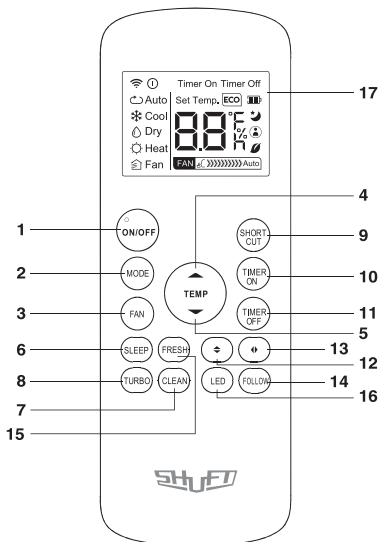 Timer On Timer Off
17
Auto
Set Temp. ECO
Cool
88 °F
Dry
%
Heat
h
Fan
FAN
Auto
4
1
ON/OFF
SHORT CUT
9
2
MODE
TEMP
TIMER ON
10
3
FAN
TIMER OFF
11
5
6
SLEEP
FRESH
13
12
8
TURBO
CLEAN
LED
FOLLOW
14
7
16
15
SHUFT